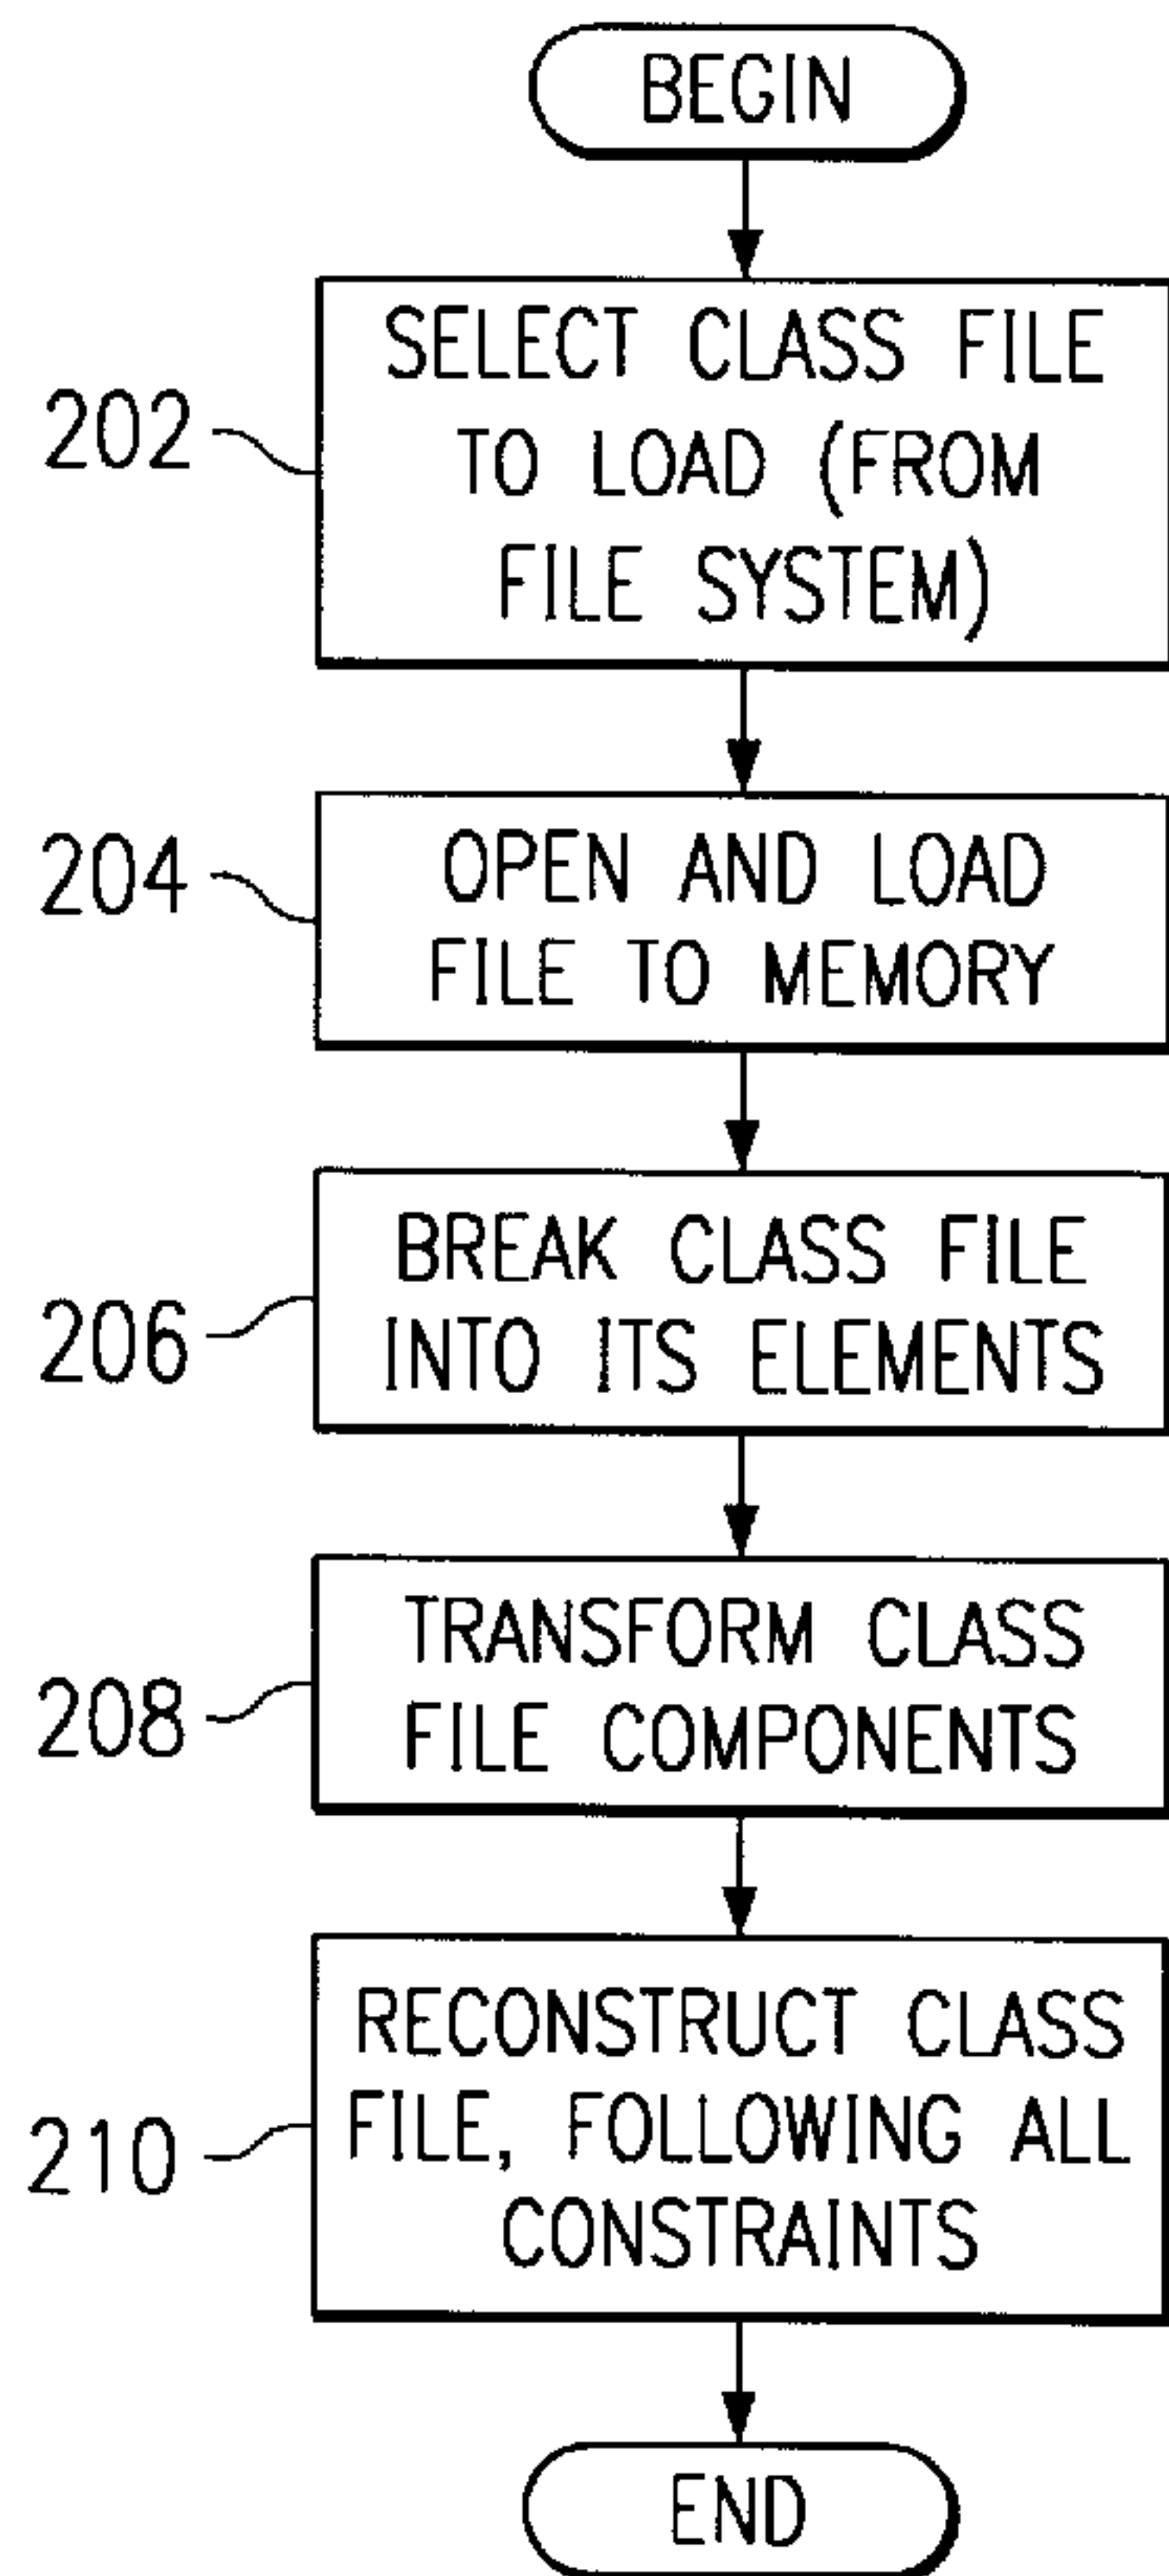 BEGIN
202
SELECT CLASS FILE
TO LOAD (FROM
FILE SYSTEM)
204
OPEN AND LOAD
FILE TO MEMORY
206
BREAK CLASS FILE
INTO ITS ELEMENTS
208
TRANSFORM CLASS
FILE COMPONENTS
210
RECONSTRUCT CLASS
FILE, FOLLOWING ALL
CONSTRAINTS
END